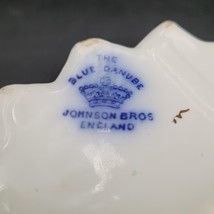 THE
BLUE DANUBE
JOHNSON BROS
ENGLAND